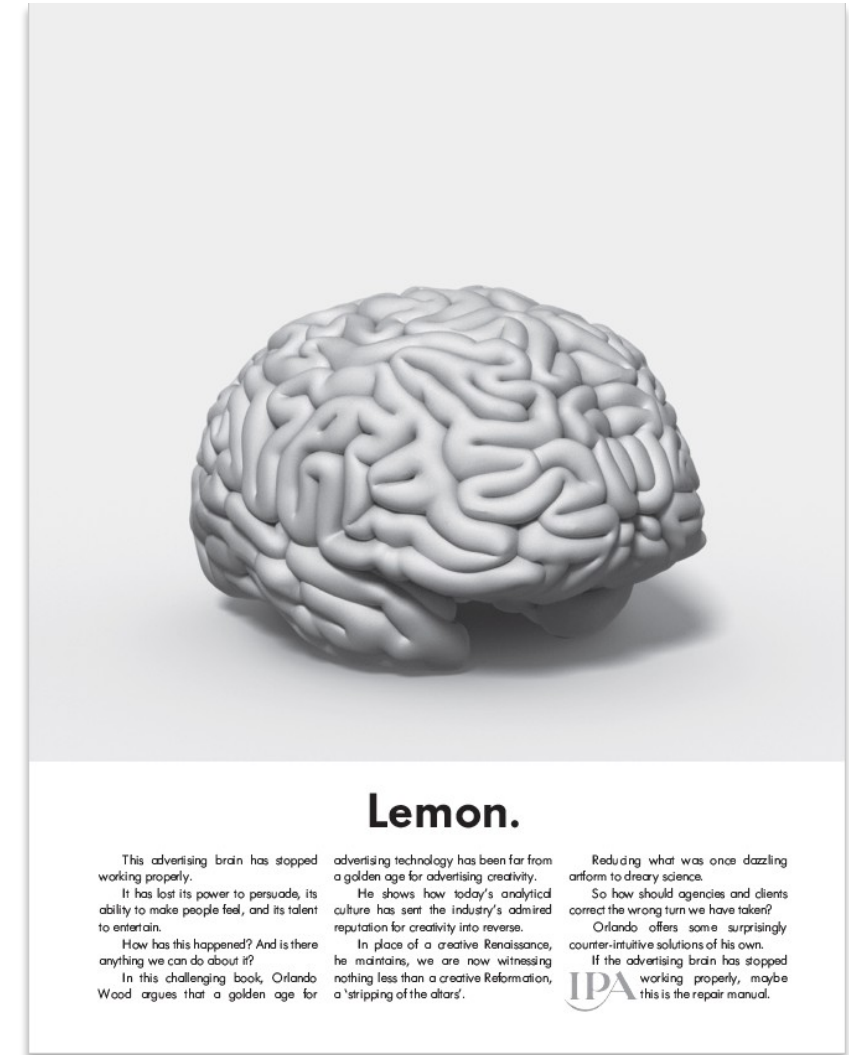 Lemon.
This advertising brain has stopped
working properly.
It has lost its power to persuade, its
ability to make people feel, and its talent
to entertain.
How has this happened? And is there
anything we can do about it?
In this challenging book, Orlando
Wood argues that a golden age for
advertising technology has been far from
a golden age for advertising creativity.
He shows how today's analytical
culture has sent the industry's admired
reputation for creativity into reverse.
In place of a creative Renaissance,
he maintains, we are now witnessing
nothing less than a creative Reformation,
a 'stripping of the altars'.
Reducing what was once dazzling
artform to dreary science.
So how should agencies and clients
correct the wrong turn we have taken?
Orlando offers some surprisingly
counter-intuitive solutions of his own.
If the advertising brain has stopped
working properly, maybe
this is the repair manual.
IPA